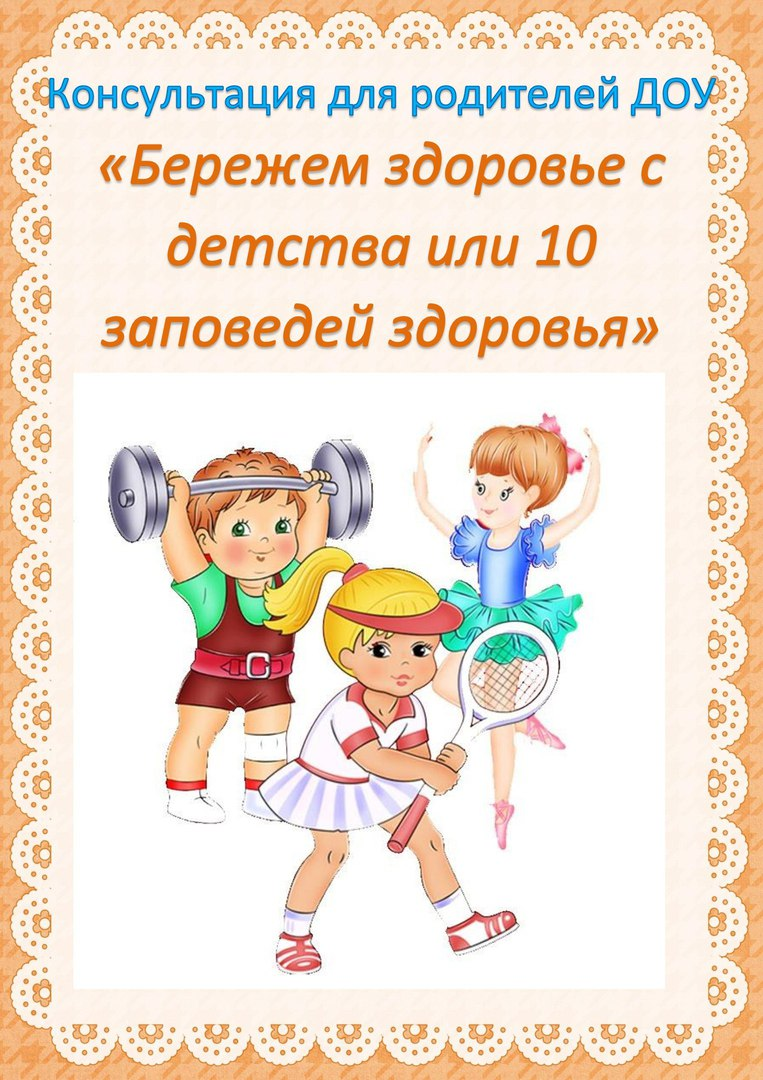 Консультация для родителей ДОУ
«Бережем здоровье с
детства или 10
заповедей здоровья»